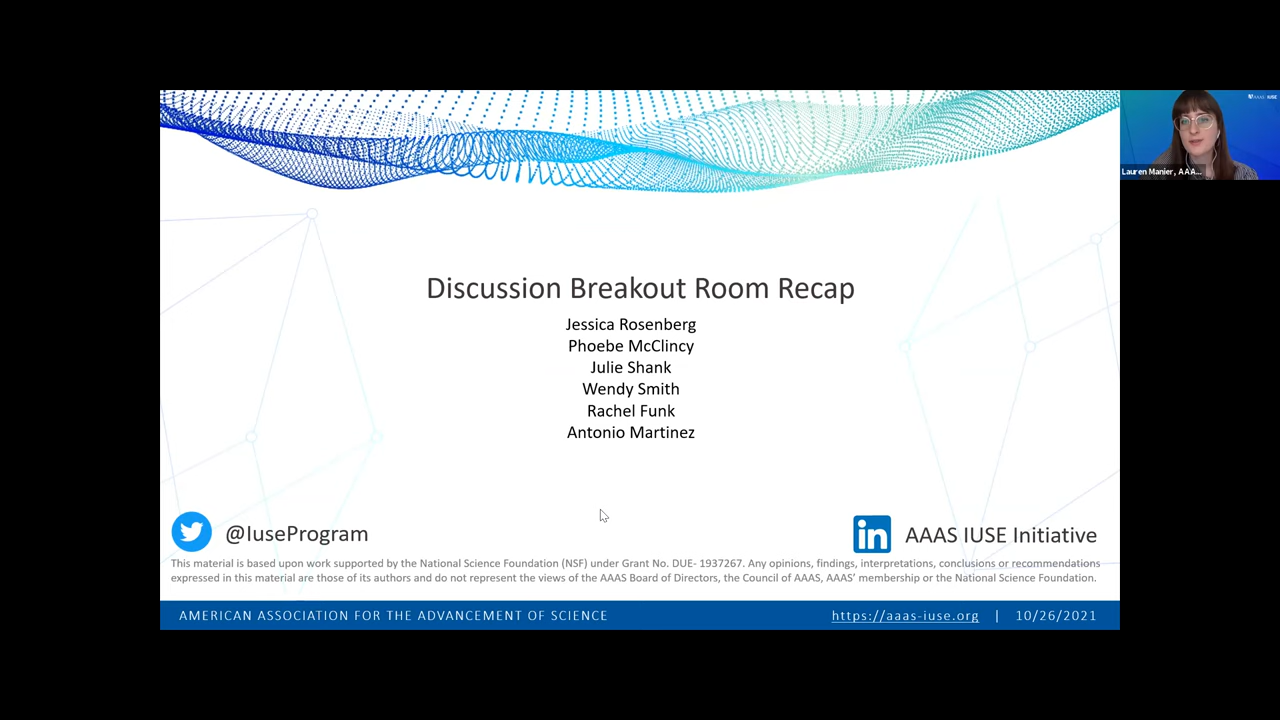 AAAS IUSE
Lauren Manier, AAA...
Discussion Breakout Room Recap
Jessica Rosenberg
Phoebe McClincy
Julie Shank
Wendy Smith
Rachel Funk
Antonio Martinez
@IuseProgram
in AAAS IUSE Initiative
This material is based upon work supported by the National Science Foundation (NSF) under Grant No. DUE- 1937267. Any opinions, findings, interpretations, conclusions or recommendations
expressed in this material are those of its authors and do not represent the views of the AAAS Board of Directors, the Council of AAAS, AAAS’ membership or the National Science Foundation.
AMERICAN ASSOCIATION FOR THE ADVANCEMENT OF SCIENCE
https://aaas-iuse.org | 10/26/2021